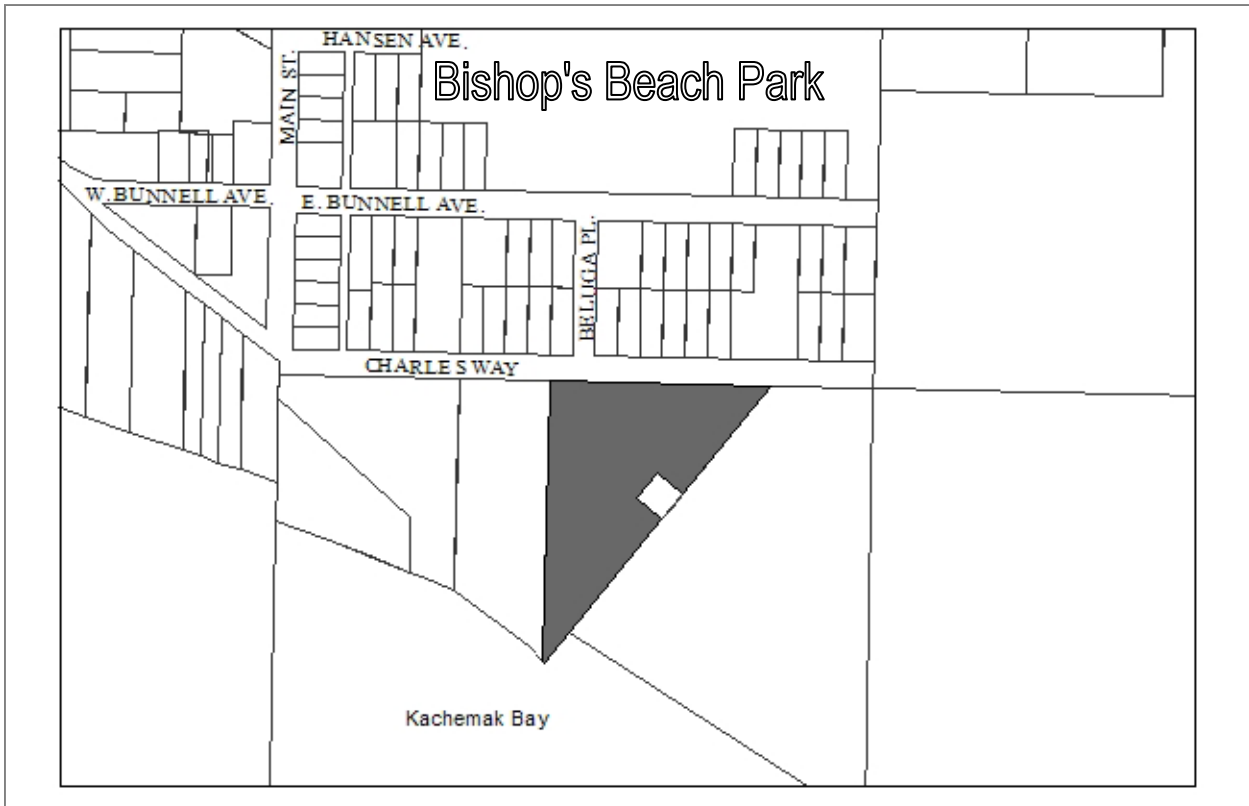 HANSEN AVE.
Bishop's Beach Park
MAIN ST.
W. BUNNELL AVE.
E. BUNNELL AVE.
BELUGA PL.
CHARLES WAY
Kachemak Bay